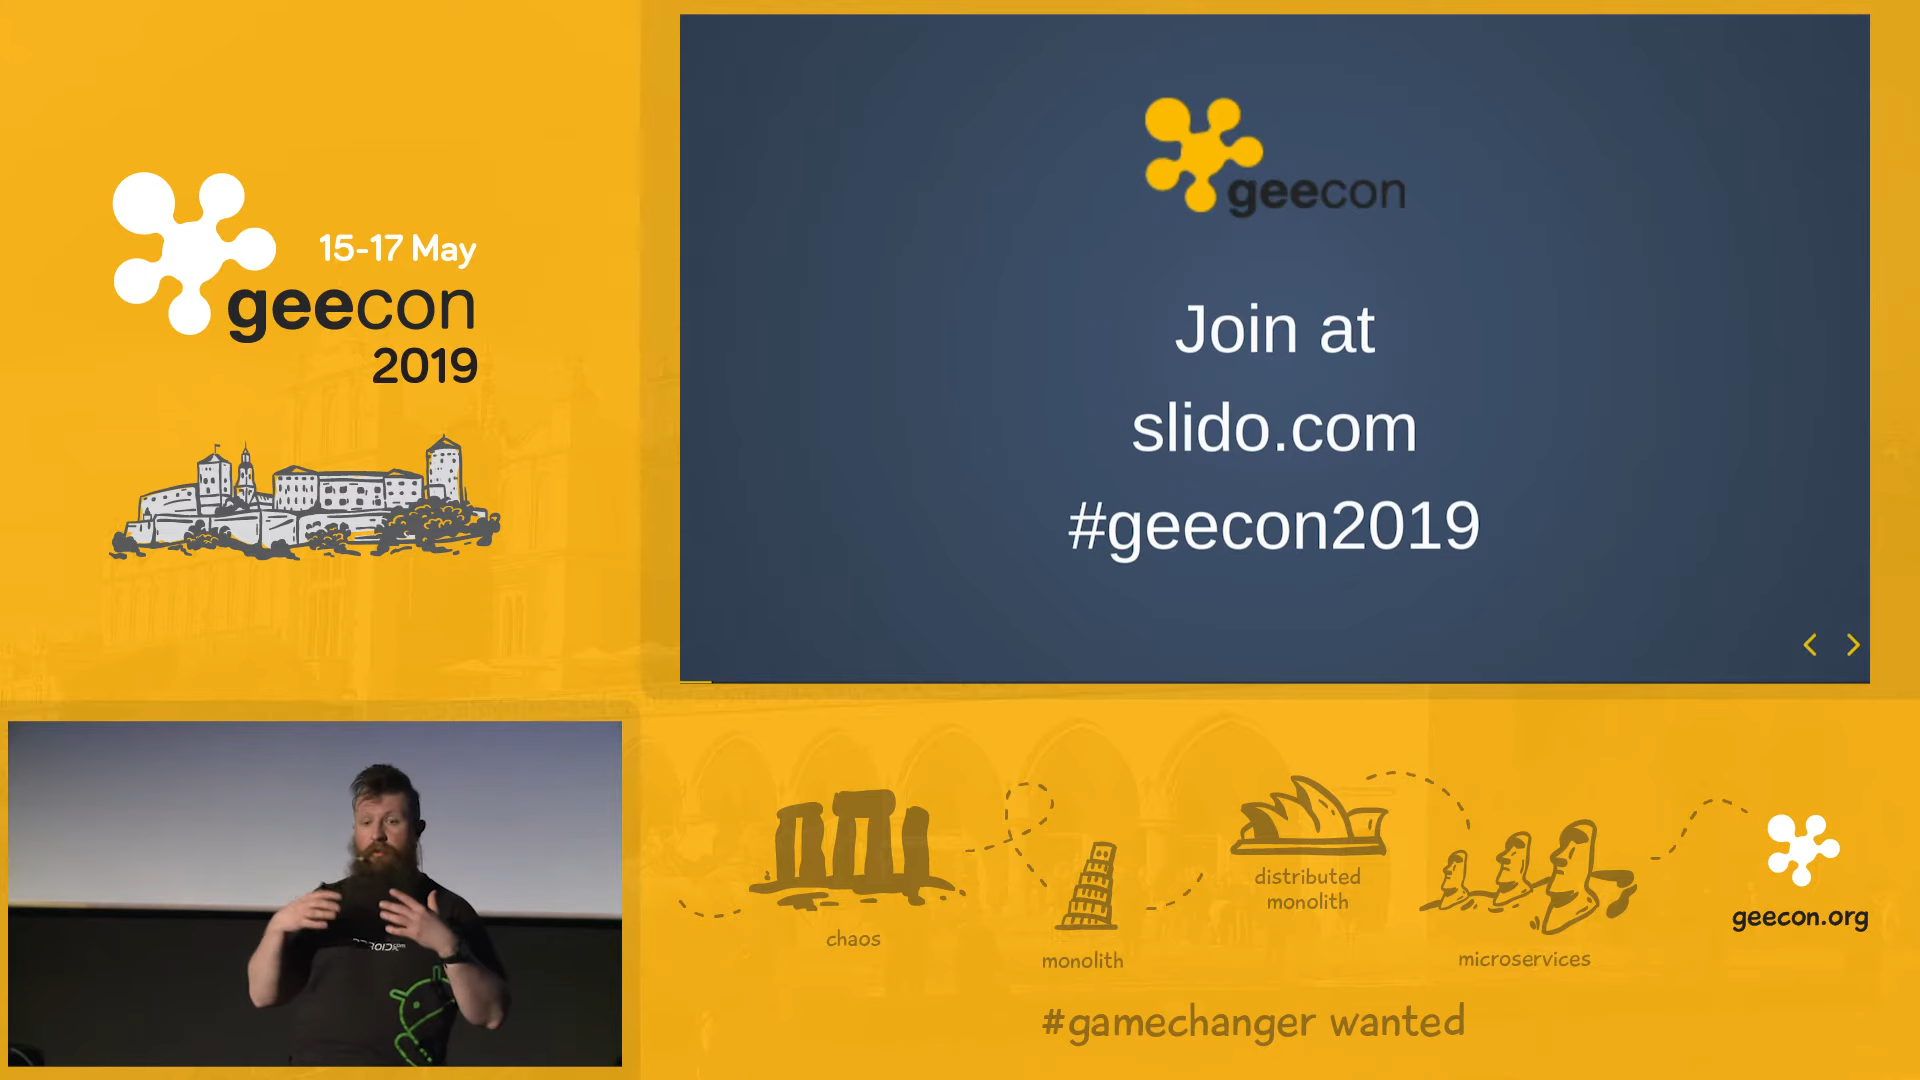 15-17 May
geecon
2019
geecon
Join at
slido.com
#geecon2019
chaos
monolith
distributed
monolith
microservices
geecon.org
#gamechanger wanted